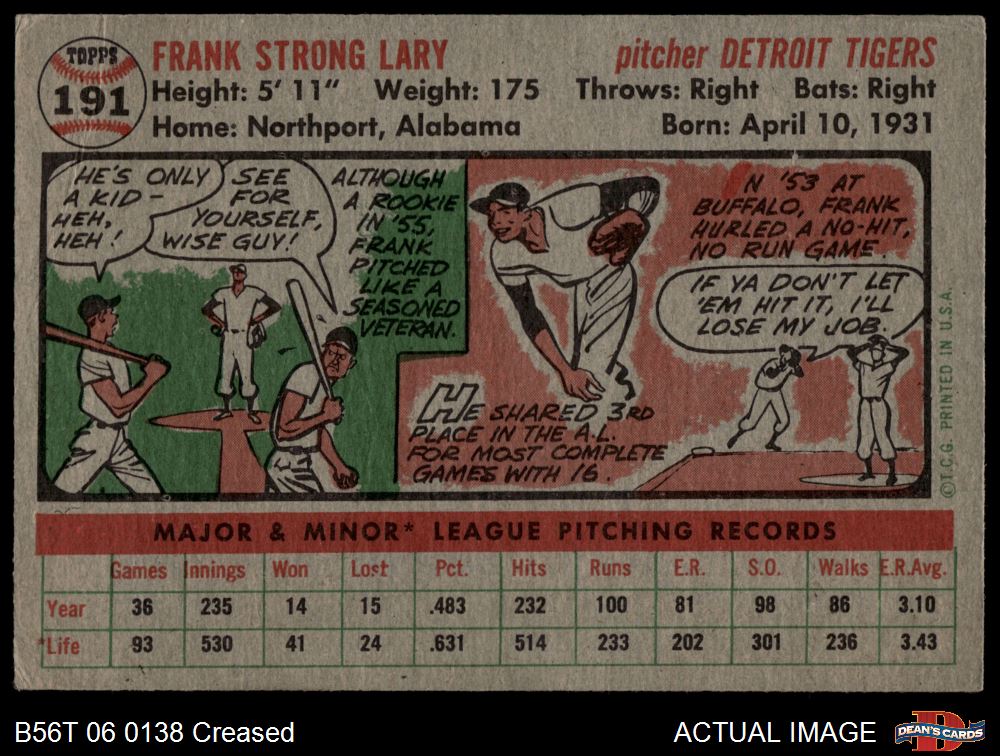 TOPPS
191
FRANK STRONG LARY
pitcher DETROIT TIGERS
Height: 5' 11" Weight: 175 Throws: Right Bats: Right
Home: Northport, Alabama Born: April 10, 1931
HE'S ONLY
A KID -
HEH,
HEH!
SEE
FOR
YOURSELF,
WISE GUY!
ALTHOUGH
A ROOKIE
IN '55,
FRANK
PITCHED
LIKE A
SEASONED
VETERAN.
HE SHARED 3RD
PLACE IN THE A.L.
FOR MOST COMPLETE
GAMES WITH 16.
N '53 AT
BUFFALO, FRANK
HURLED A NO-HIT,
NO RUN GAME.
IF YA DON'T LET
'EM HIT IT, I'LL
LOSE MY JOB.
©T.C.G. PRINTED IN U.S.A.
MAJOR & MINOR* LEAGUE PITCHING RECORDS
Games Innings Won Lost Pct. Hits Runs E.R. S.O. Walks E.R.Avg.
Year 36 235 14 15 .483 232 100 81 98 86 3.10
*Life 93 530 41 24 .631 514 233 202 301 236 3.43
B56T 06 0138 Creased
ACTUAL IMAGE
D
DEAN'S CARDS